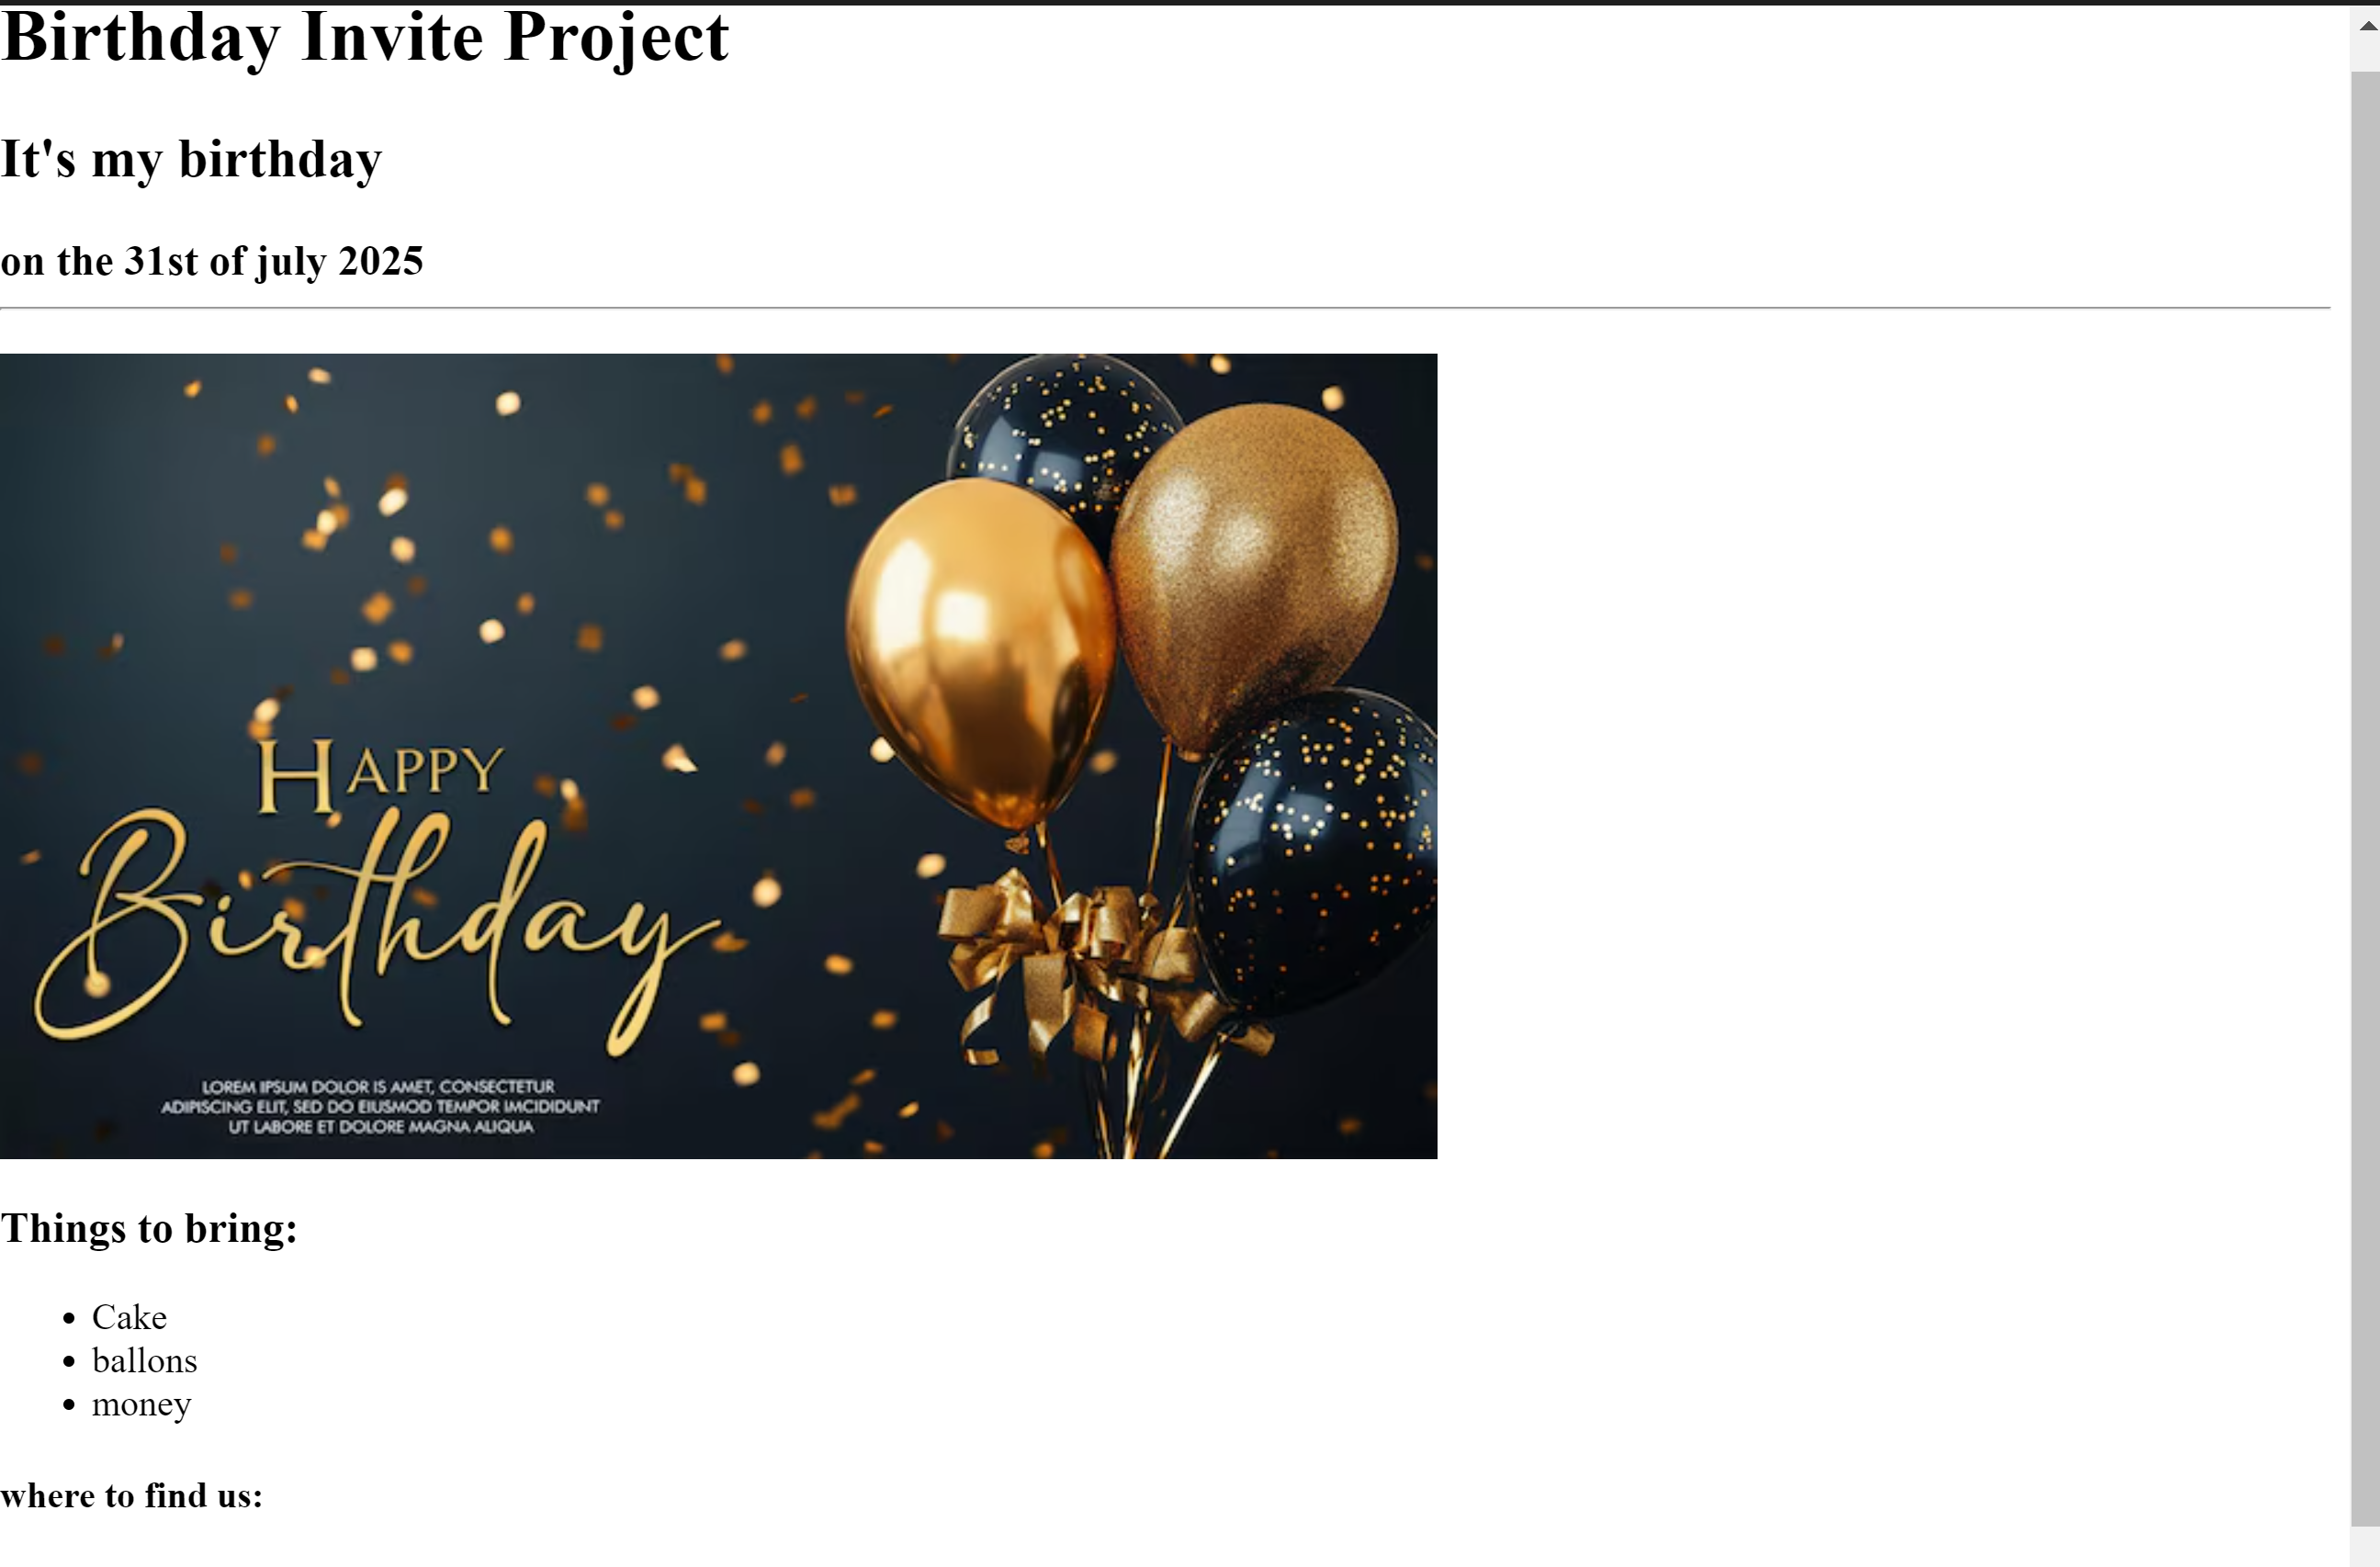 Birthday Invite Project
It's my birthday
on the 31st of july 2025
HAPPY
Birthday
LOREM IPSUM DOLOR IS AMET, CONSECTETUR
ADIPISCING ELIT, SED DO EIUSMOD TEMPOR IMCIDIDUNT
UT LABORE ET DOLORE MAGNA ALIQUA
Things to bring:
Cake
ballons
money
where to find us: